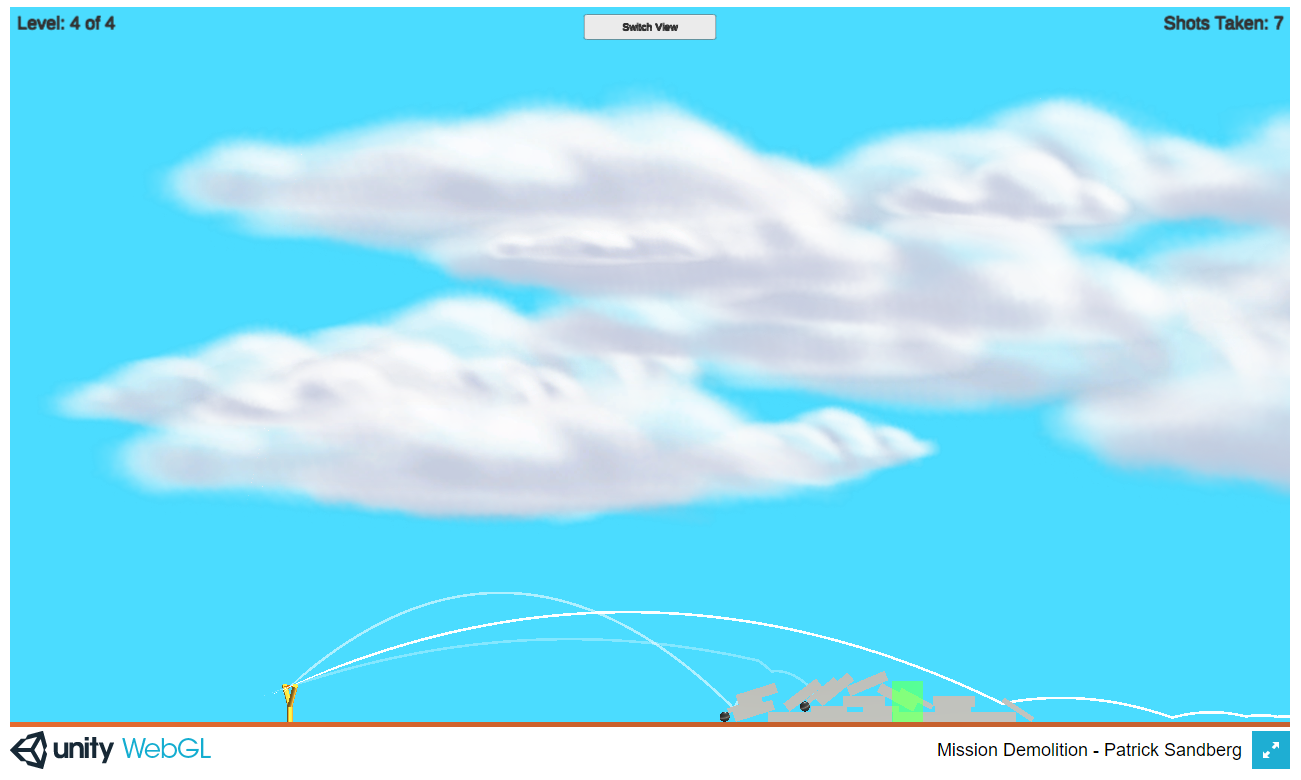 Level: 4 of 4
Switch View
Shots Taken: 7
unity WebGL
Mission Demolition - Patrick Sandberg